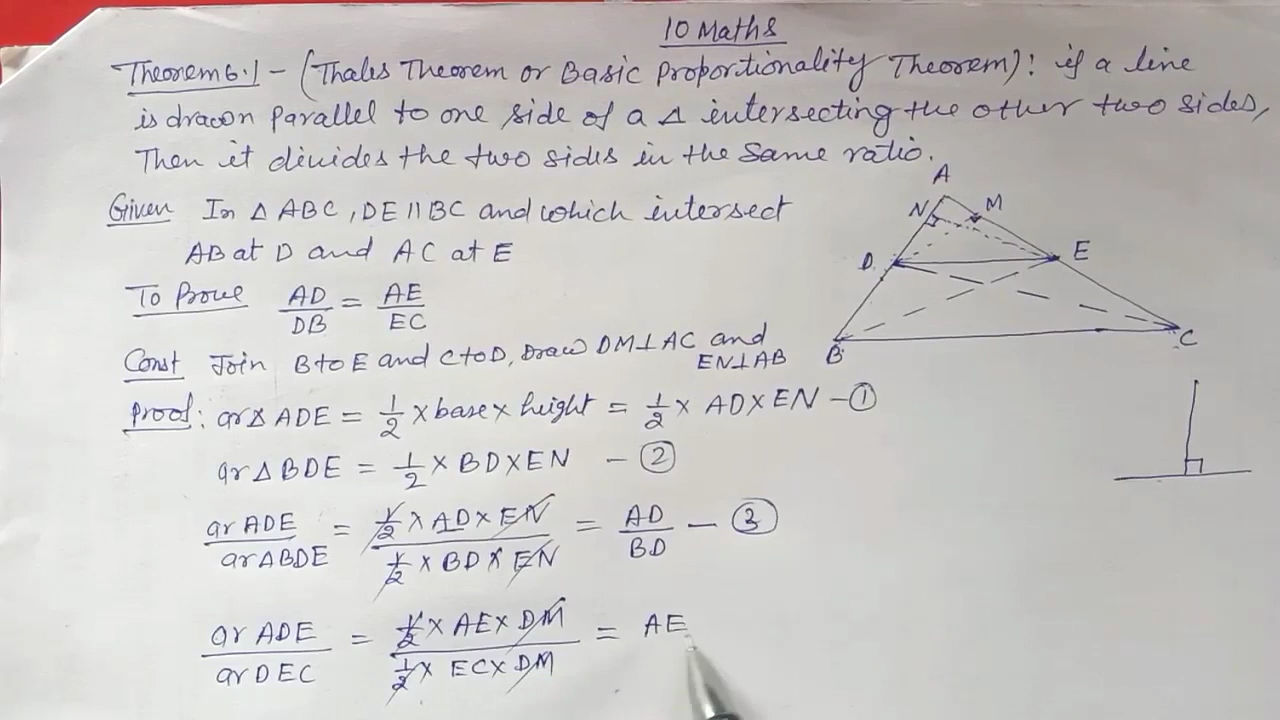 10 Maths
Theorem 6.1 - (Thales Theorem or Basic Proportionality Theorem): if a line
is drawn parallel to one side of a Δ intersecting the other two sides,
Then it divides the two sides in the same ratio.
Given In Δ ABC, DE || BC and which intersect
AB at D and AC at E
To Prove AD/DB = AE/EC
Const Join B to E and C to D, Draw DM ⊥ AC and
EN ⊥ AB
Proof: ar Δ ADE = 1/2 × base × height = 1/2 × AD × EN - ①
ar Δ BDE = 1/2 × BD × EN - ②
ar ADE / ar Δ BDE = 1/2 × AD × EN / 1/2 × BD × EN = AD/BD - ③
ar ADE / ar DEC = 1/2 × AE × DM / 1/2 × EC × DM = AE
A
N
M
D
E
B
C